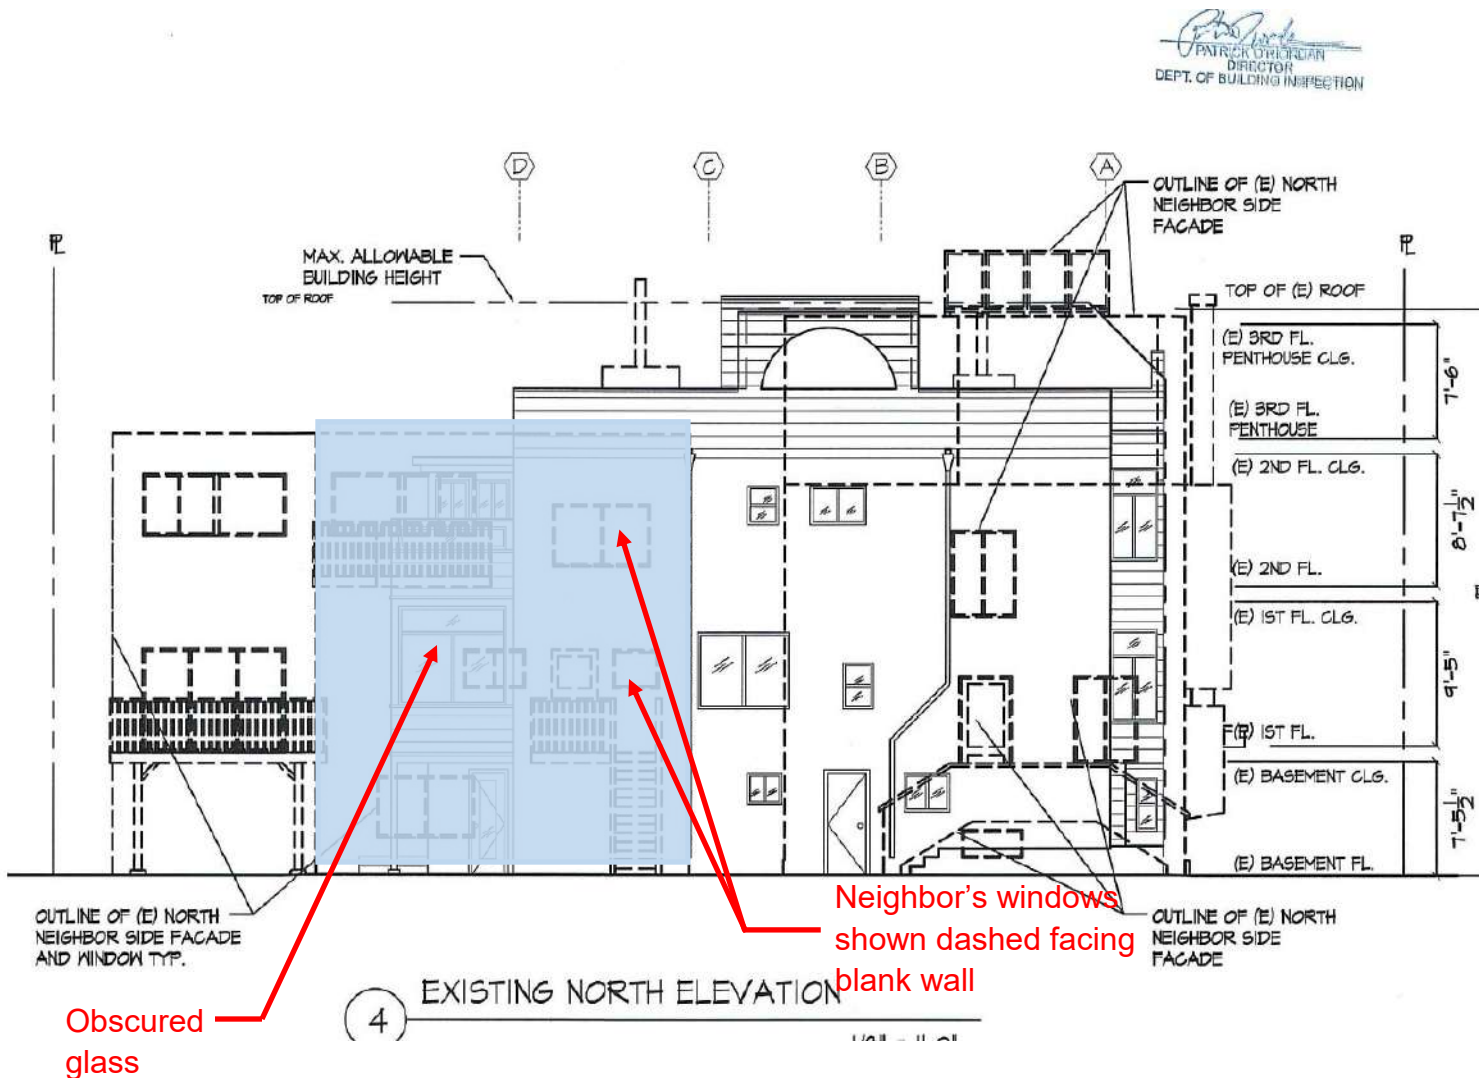 PATRICK O'RIORDAN
DIRECTOR
DEPT. OF BUILDING INSPECTION
D
C
B
A
OUTLINE OF (E) NORTH
NEIGHBOR SIDE
FACADE
PL
PL
MAX. ALLOWABLE
BUILDING HEIGHT
TOP OF ROOF
TOP OF (E) ROOF
(E) 3RD FL.
PENTHOUSE CLG.
7'-6"
(E) 3RD FL.
PENTHOUSE
(E) 2ND FL. CLG.
8'-7 1/2"
(E) 2ND FL.
(E) 1ST FL. CLG.
9'-5"
(E) 1ST FL.
(E) BASEMENT CLG.
7'-5 1/2"
(E) BASEMENT FL.
OUTLINE OF (E) NORTH
NEIGHBOR SIDE FACADE
AND WINDOW TYP.
Neighbor's windows
shown dashed facing
blank wall
OUTLINE OF (E) NORTH
NEIGHBOR SIDE
FACADE
4
EXISTING NORTH ELEVATION
Obscured
glass